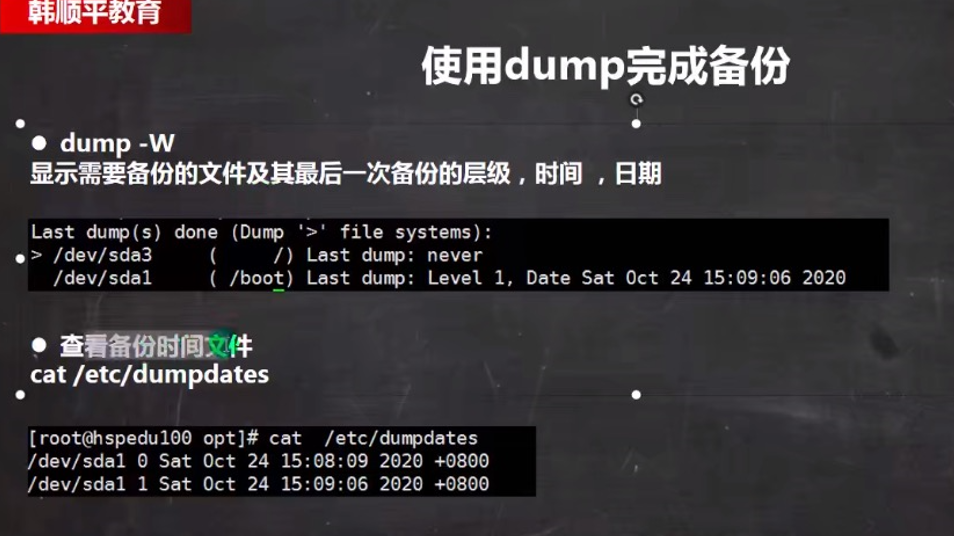 韩顺平教育
使用dump完成备份
● dump -W
显示需要备份的文件及其最后一次备份的层级，时间 ，日期
Last dump(s) done (Dump '>' file systems):
> /dev/sda3     (     /) Last dump: never
  /dev/sda1     ( /boot) Last dump: Level 1, Date Sat Oct 24 15:09:06 2020
● 查看备份时间文件
cat /etc/dumpdates
[root@hspedu100 opt]# cat  /etc/dumpdates
/dev/sda1 0 Sat Oct 24 15:08:09 2020 +0800
/dev/sda1 1 Sat Oct 24 15:09:06 2020 +0800